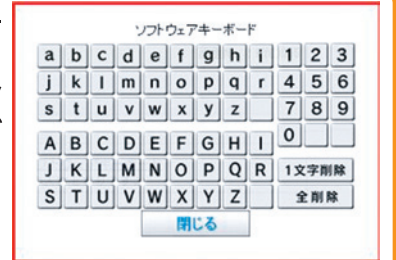 ソフトウェアキーボード
a b c d e f g h i 1 2 3
j k l m n o p q r 4 5 6
s t u v w x y z 7 8 9
0
A B C D E F G H I
J K L M N O P Q R 1文字削除
S T U V W X Y Z 全削除
閉じる